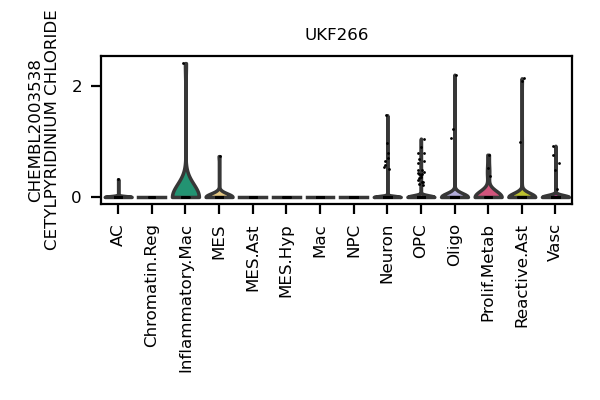 UKF266
CHEMBL2003538
CETYLPYRIDINIUM CHLORIDE
2
0
AC
Chromatin.Reg
Inflammatory.Mac
MES
MES.Ast
MES.Hyp
Mac
NPC
Neuron
OPC
Oligo
Prolif.Metab
Reactive.Ast
Vasc